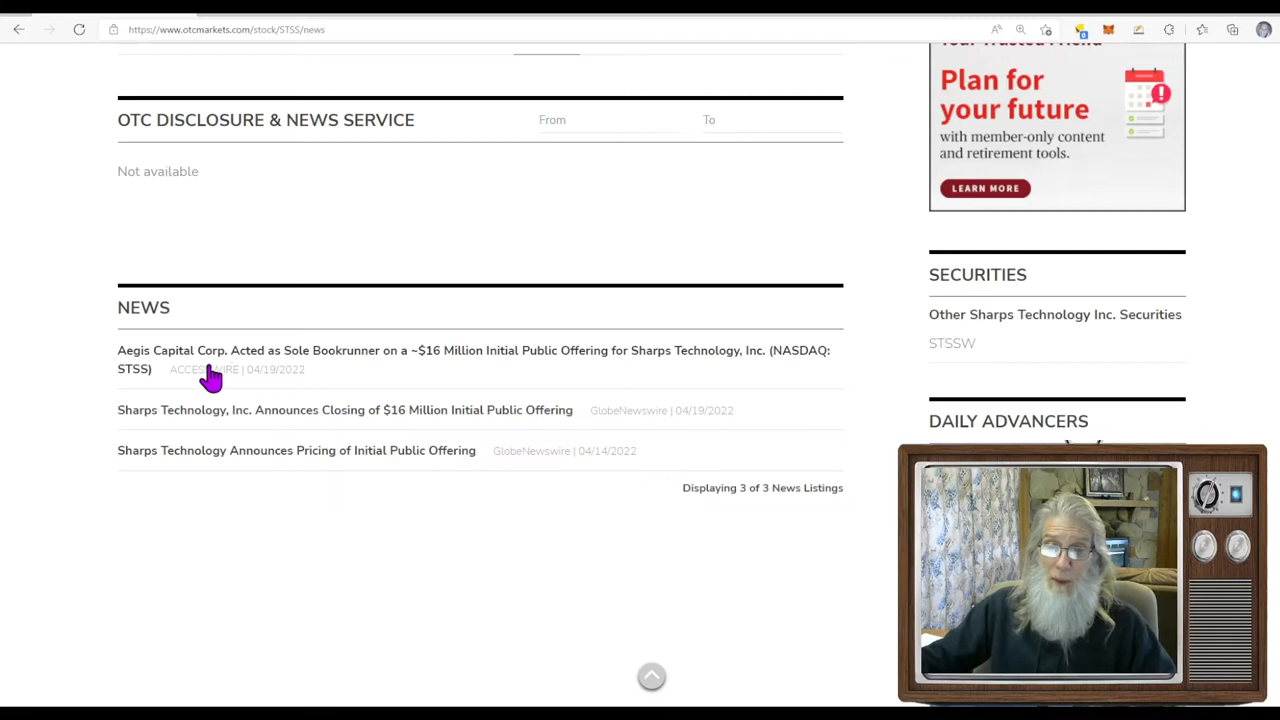 https://www.otcmarkets.com/stock/STSS/news
Your Trusted Friend
Plan for
your future
with member-only content
and retirement tools.
LEARN MORE
OTC DISCLOSURE & NEWS SERVICE
From
To
Not available
NEWS
Aegis Capital Corp. Acted as Sole Bookrunner on a ~$16 Million Initial Public Offering for Sharps Technology, Inc. (NASDAQ:
STSS) ACCESSWIRE | 04/19/2022
Sharps Technology, Inc. Announces Closing of $16 Million Initial Public Offering GlobeNewswire | 04/19/2022
Sharps Technology Announces Pricing of Initial Public Offering GlobeNewswire | 04/14/2022
Displaying 3 of 3 News Listings
SECURITIES
Other Sharps Technology Inc. Securities
STSSW
DAILY ADVANCERS